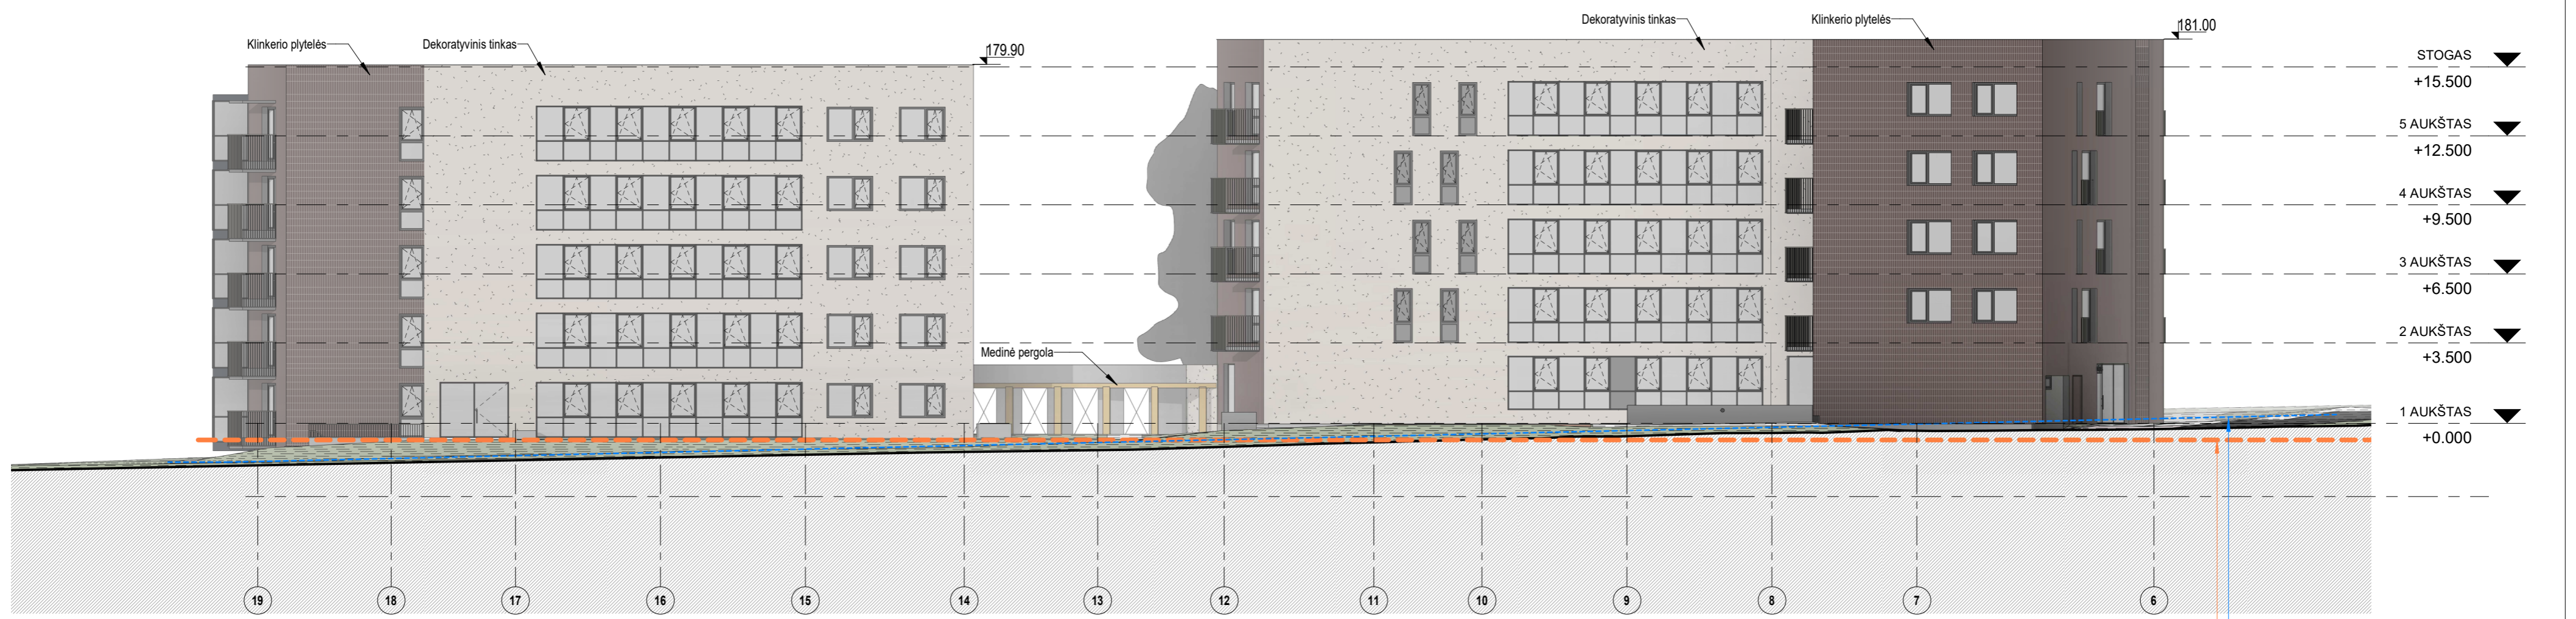 Klinkerio plytelės
Dekoratyvinis tinkas
179.90
Dekoratyvinis tinkas
Klinkerio plytelės
181.00
STOGAS
+15.500
5 AUKŠTAS
+12.500
4 AUKŠTAS
+9.500
3 AUKŠTAS
+6.500
2 AUKŠTAS
+3.500
Medinė pergola
1 AUKŠTAS
+0.000
19 18 17 16 15 14 13 12 11 10 9 8 7 6